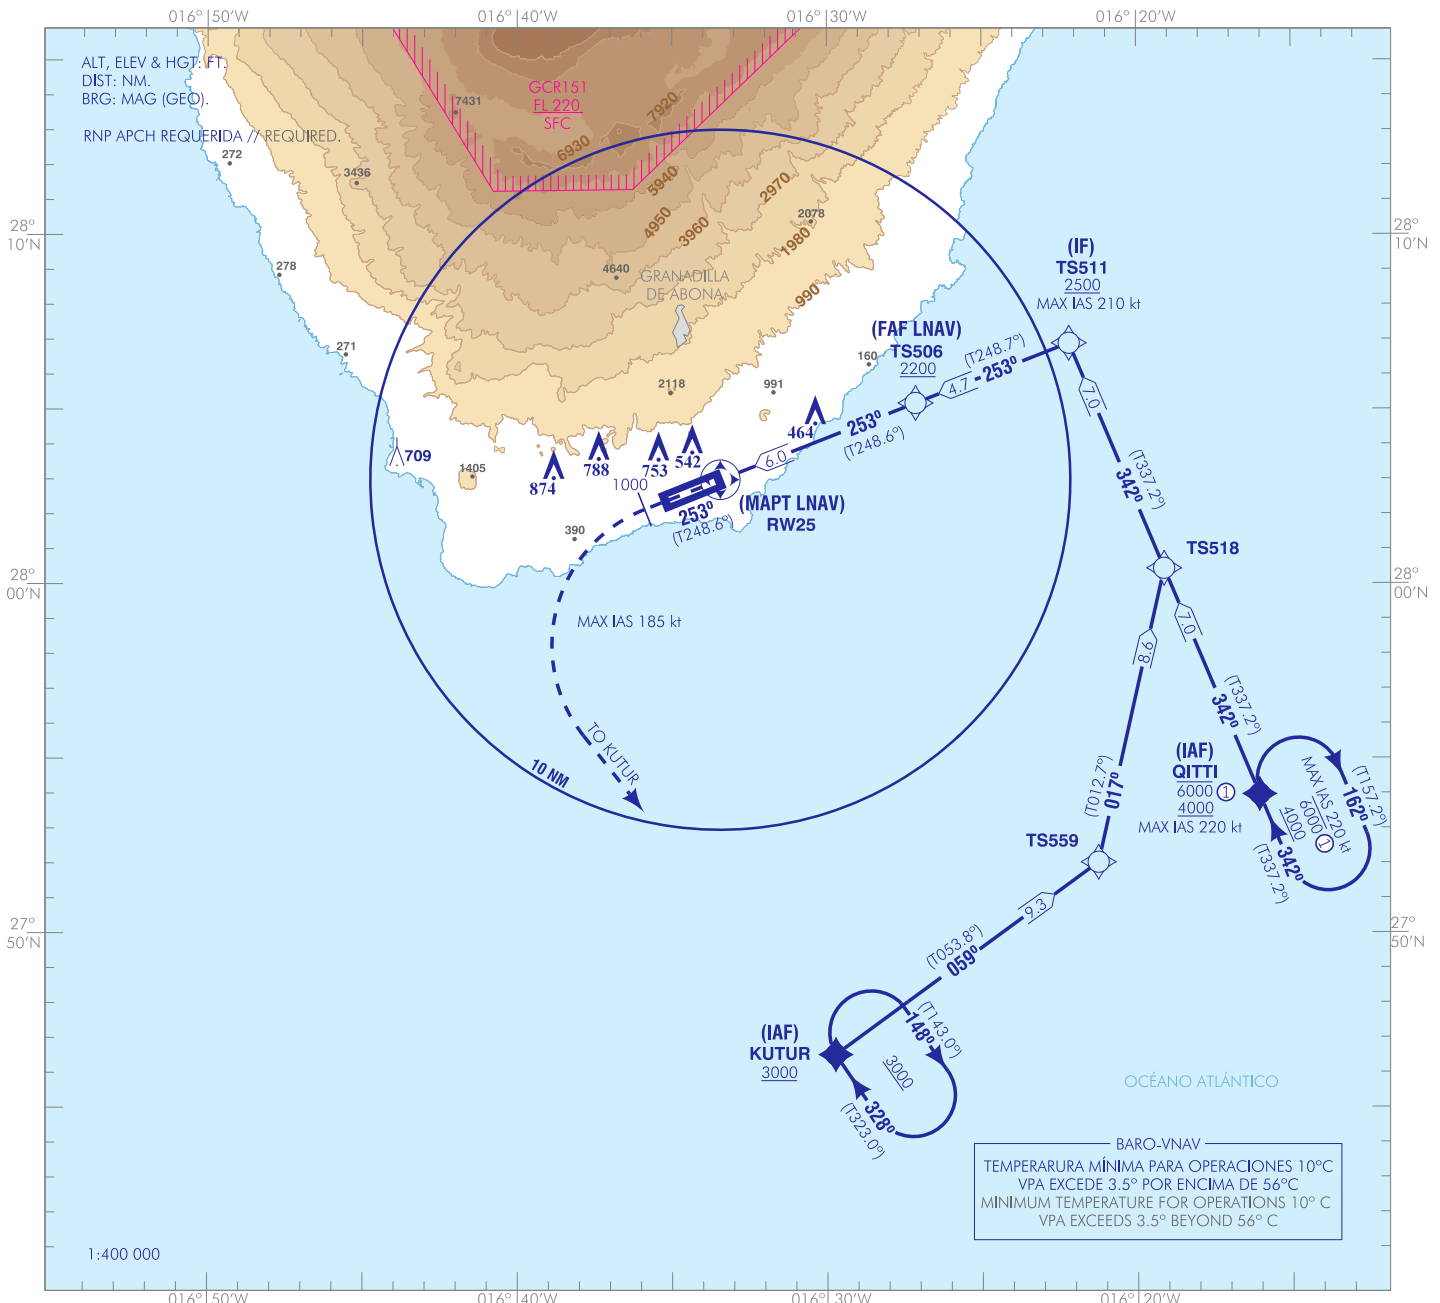 016° 50'W
016° 40'W
016° 30'W
016° 20'W
ALT, ELEV & HGT: FT.
DIST: NM.
BRG: MAG (GEO).
RNP APCH REQUERIDA // REQUIRED.
GCR151
FL 220
SFC
7431
7920
6930
272
3436
5940
2970
4950
3960
2078
1980
28°
10'N
28°
10'N
278
4640
GRANADILLA
DE ABONA
990
(IF)
TS511
2500
MAX IAS 210 kt
(FAF LNAV)
TS506
2200
(T248.7°)
4.7
253°
271
160
7.0
2118
991
253°
(T248.6°)
464
6.0
709
1405
874
788
753
542
1000
253°
(T248.6°)
(MAPT LNAV)
RW25
390
(T337.2°)
342°
TS518
28°
00'N
28°
00'N
MAX IAS 185 kt
7.0
8.6
(T337.2°)
342°
TO KUTUR
10 NM
(IAF)
QITTI
6000 1
4000
MAX IAS 220 kt
(T157.2°)
162°
MAX IAS 220 kt
6000 1
4000
342°
(T337.2°)
(T012.7°)
017°
TS559
9.3
27°
50'N
27°
50'N
(T053.8°)
059°
(IAF)
KUTUR
3000
(T143.0°)
148°
3000
328°
(T323.0°)
OCÉANO ATLÁNTICO
BARO-VNAV
TEMPERARURA MÍNIMA PARA OPERACIONES 10°C
VPA EXCEDE 3.5° POR ENCIMA DE 56°C
MINIMUM TEMPERATURE FOR OPERATIONS 10° C
VPA EXCEEDS 3.5° BEYOND 56° C
1:400 000
016° 50'W
016° 40'W
016° 30'W
016° 20'W